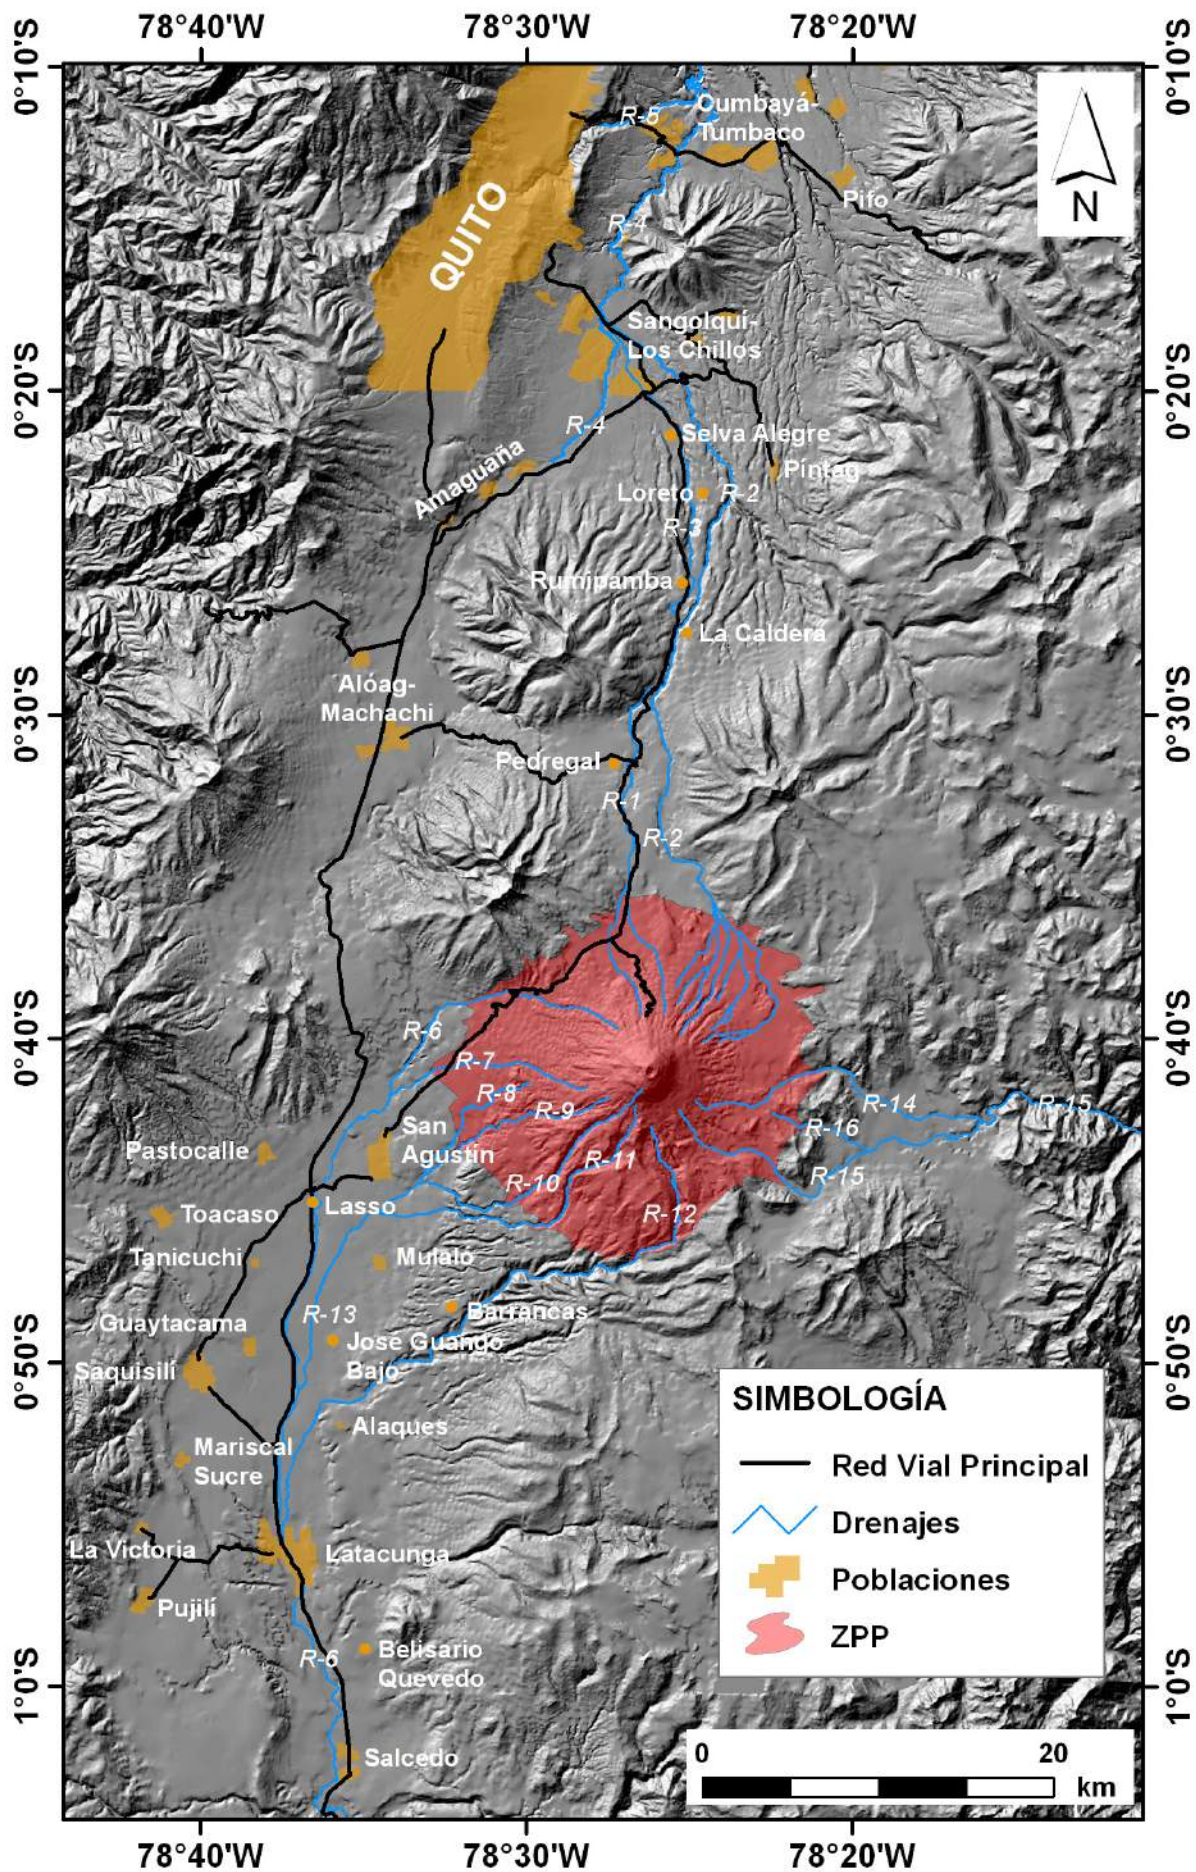 78°40'W
78°30'W
78°20'W
0°10'S
0°10'S
R-5
Cumbayá-
Tumbaco
N
Pifo
QUITO
R-4
Sangolquí-
Los Chillos
0°20'S
0°20'S
R-4
Selva Alegre
Amaguaña
Píntag
Loreto
R-2
R-3
Rumipamba
La Caldera
Alóag-
Machachi
0°30'S
0°30'S
Pedregal
R-1
R-2
0°40'S
0°40'S
R-6
R-7
R-8
R-9
R-14
R-15
R-16
San
Agustín
Pastocalle
R-11
R-10
R-15
Lasso
Toacaso
R-12
Tanicuchi
Mulaló
R-13
Barrancas
Guaytacama
José Guango
Bajo
0°50'S
0°50'S
Saquisilí
Alaques
Mariscal
Sucre
La Victoria
Latacunga
Pujilí
Belisario
Quevedo
R-6
1°0'S
1°0'S
Salcedo
SIMBOLOGÍA
Red Vial Principal
Drenajes
Poblaciones
ZPP
0
20
km
78°40'W
78°30'W
78°20'W